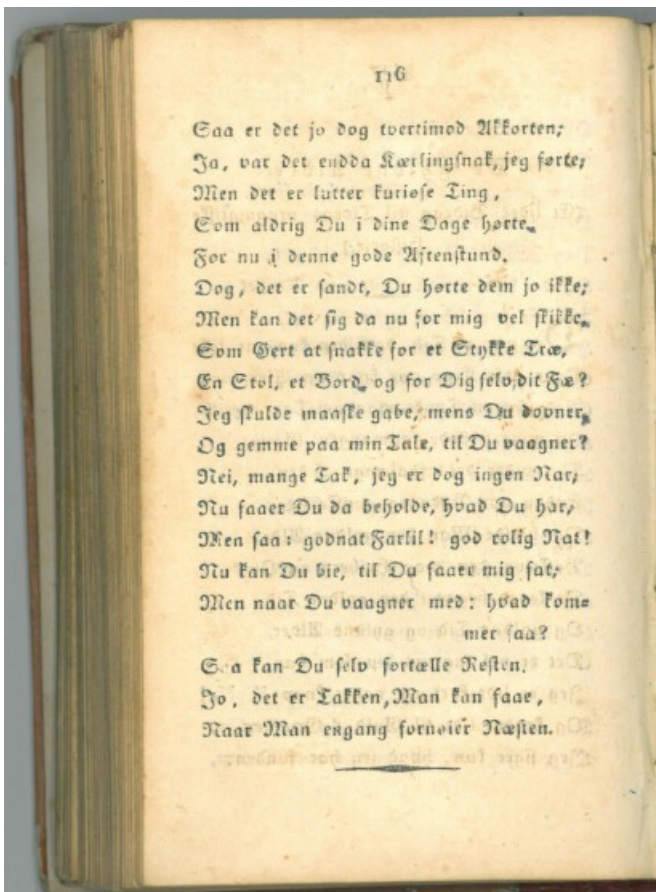 116
Saa er det jo dog tvertimod Akkorten;
Ja, var det endda Kærlingsnak, jeg førte;
Men det er lutter kuriøse Ting,
Som aldrig Du i dine Dage hørte,
For nu i denne gode Aftenstund.
Dog, det er sandt, Du hørte dem jo ikke;
Men kan det sig da nu for mig vel skikke,
Som Gert at snakke for et Stykke Træ,
En Stol, et Bord, og for Dig selv, dit Fæ?
Jeg skulde maaske gabe, mens Du dovner,
Og gemme paa min Tale, til Du vaagner?
Nei, mange Tak, jeg er dog ingen Nar,
Nu faaer Du da beholde, hvad Du har,
Men saa: godnat Farlil! god rolig Nat!
Nu kan Du bie, til Du faaer mig fat;
Men naar Du vaagner med: hvad kom=
mer saa?
Saa kan Du selv fortælle Resten.
Jo, det er Takken, Man kan faae,
Naar Man engang fornøier Næsten.